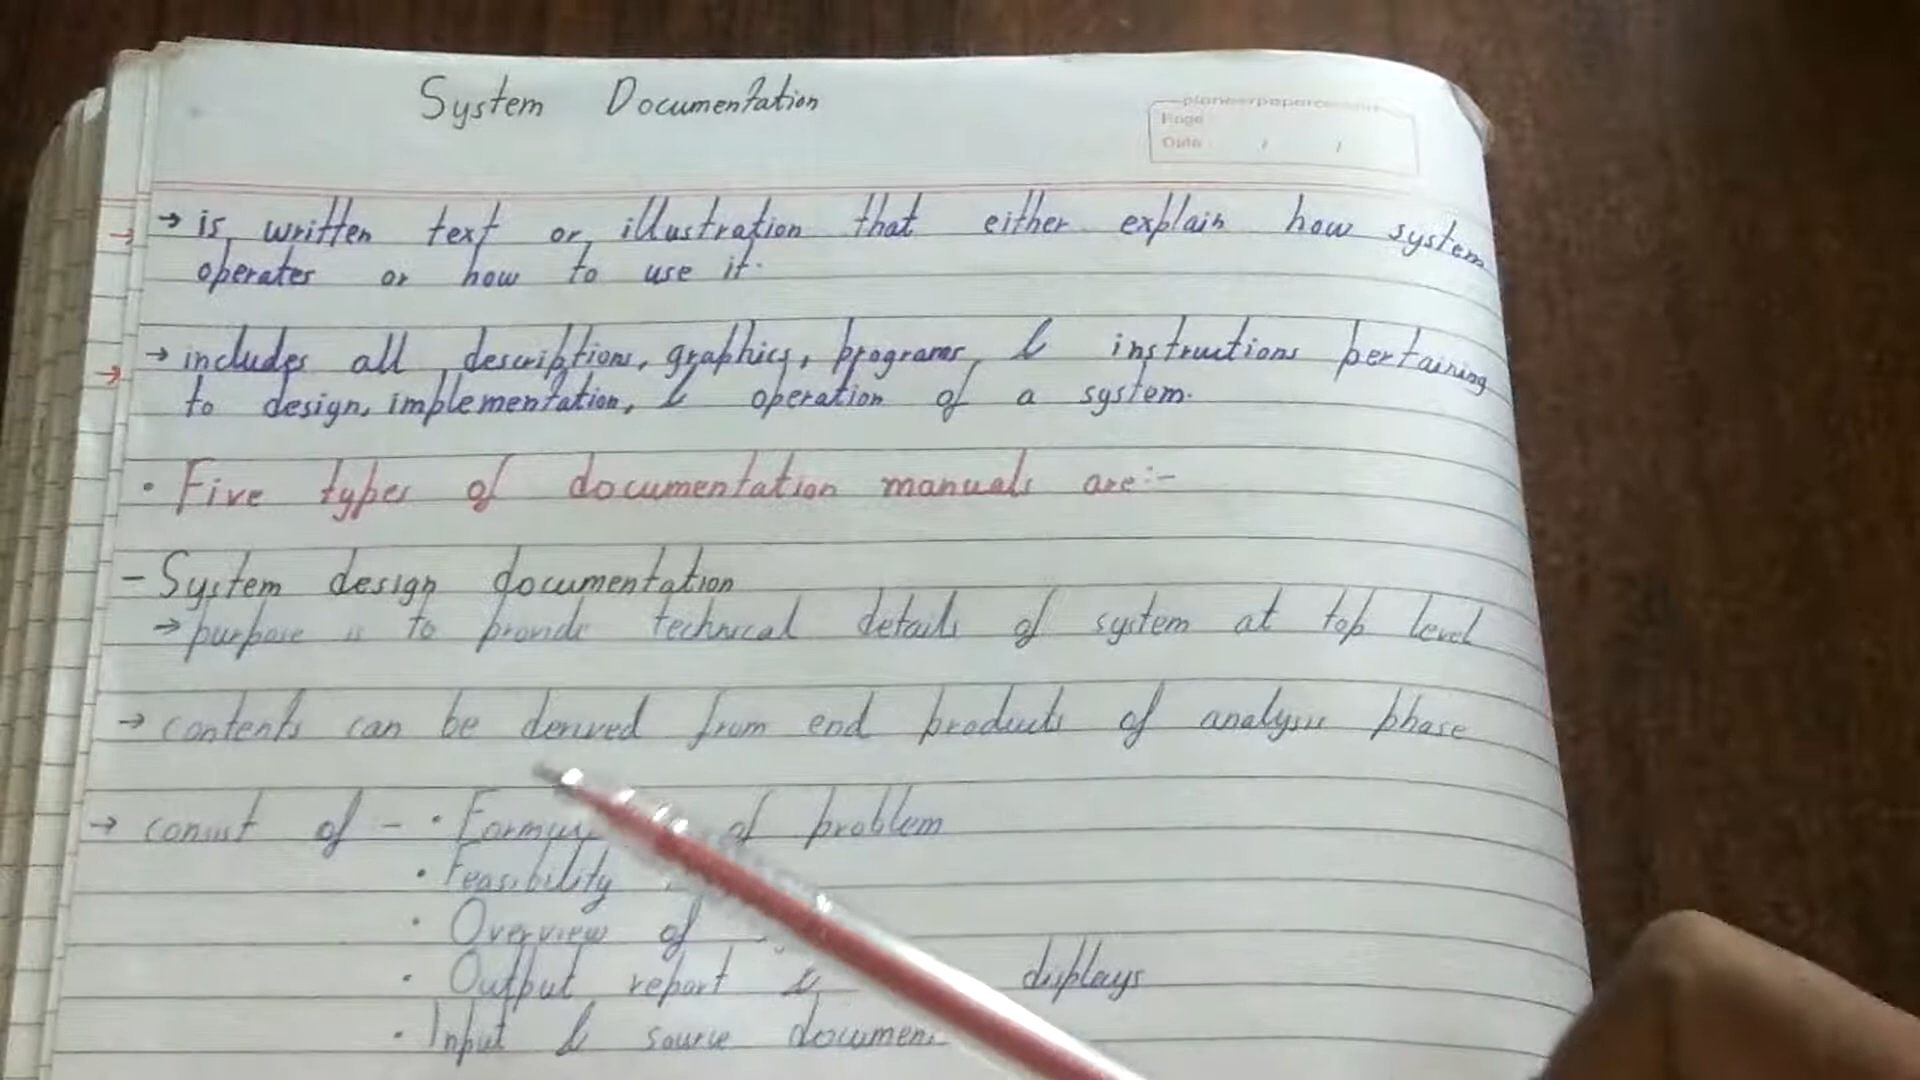 System Documentation
Page
Date / /
→ is written text or illustration that either explain how system
operates or how to use it.
→ includes all descriptions, graphics, programs, & instructions pertaining
to design, implementation, & operation of a system.
• Five types of documentation manuals are:-
- System design documentation
→ purpose is to provide technical details of system at top level
→ contents can be derived from end products of analysis phase
→ consist of - • of problem
• Feasibility
• Overview of
• Output report & displays
• Input & source